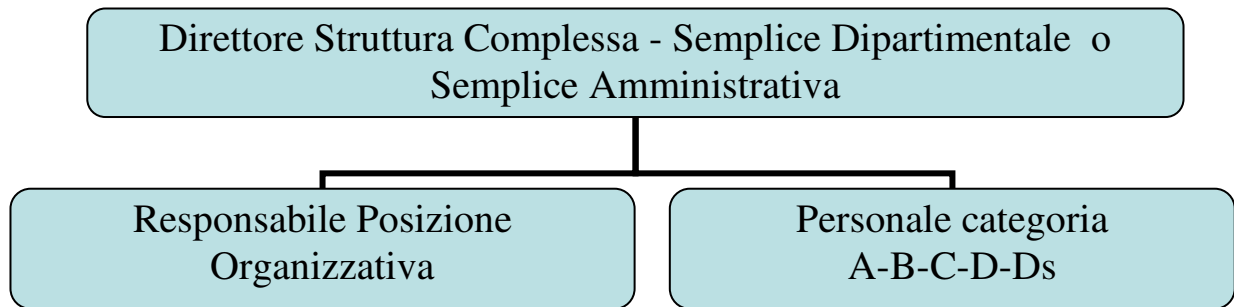 Direttore Struttura Complessa - Semplice Dipartimentale o
Semplice Amministrativa
Responsabile Posizione
Organizzativa
Personale categoria
A-B-C-D-Ds